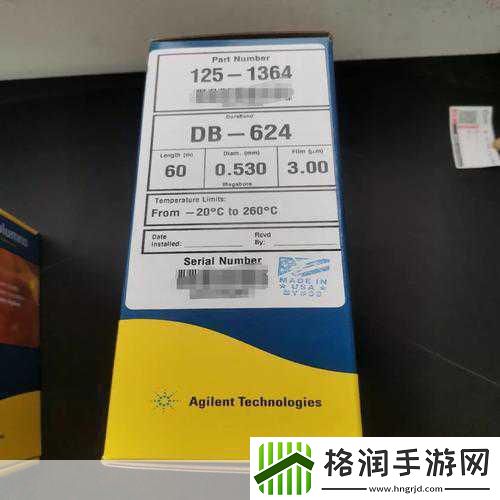 Part Number
125-1364
DuraBond
DB-624
Length (m) Diam. (mm) Film (μm)
60 0.530 3.00
Megabore
Temperature Limits:
From -20°C to 260°C
Date Rcvd
Installed: By:
Serial Number
MADE IN
USA
Agilent Technologies
格润手游网
www.hngrjd.com